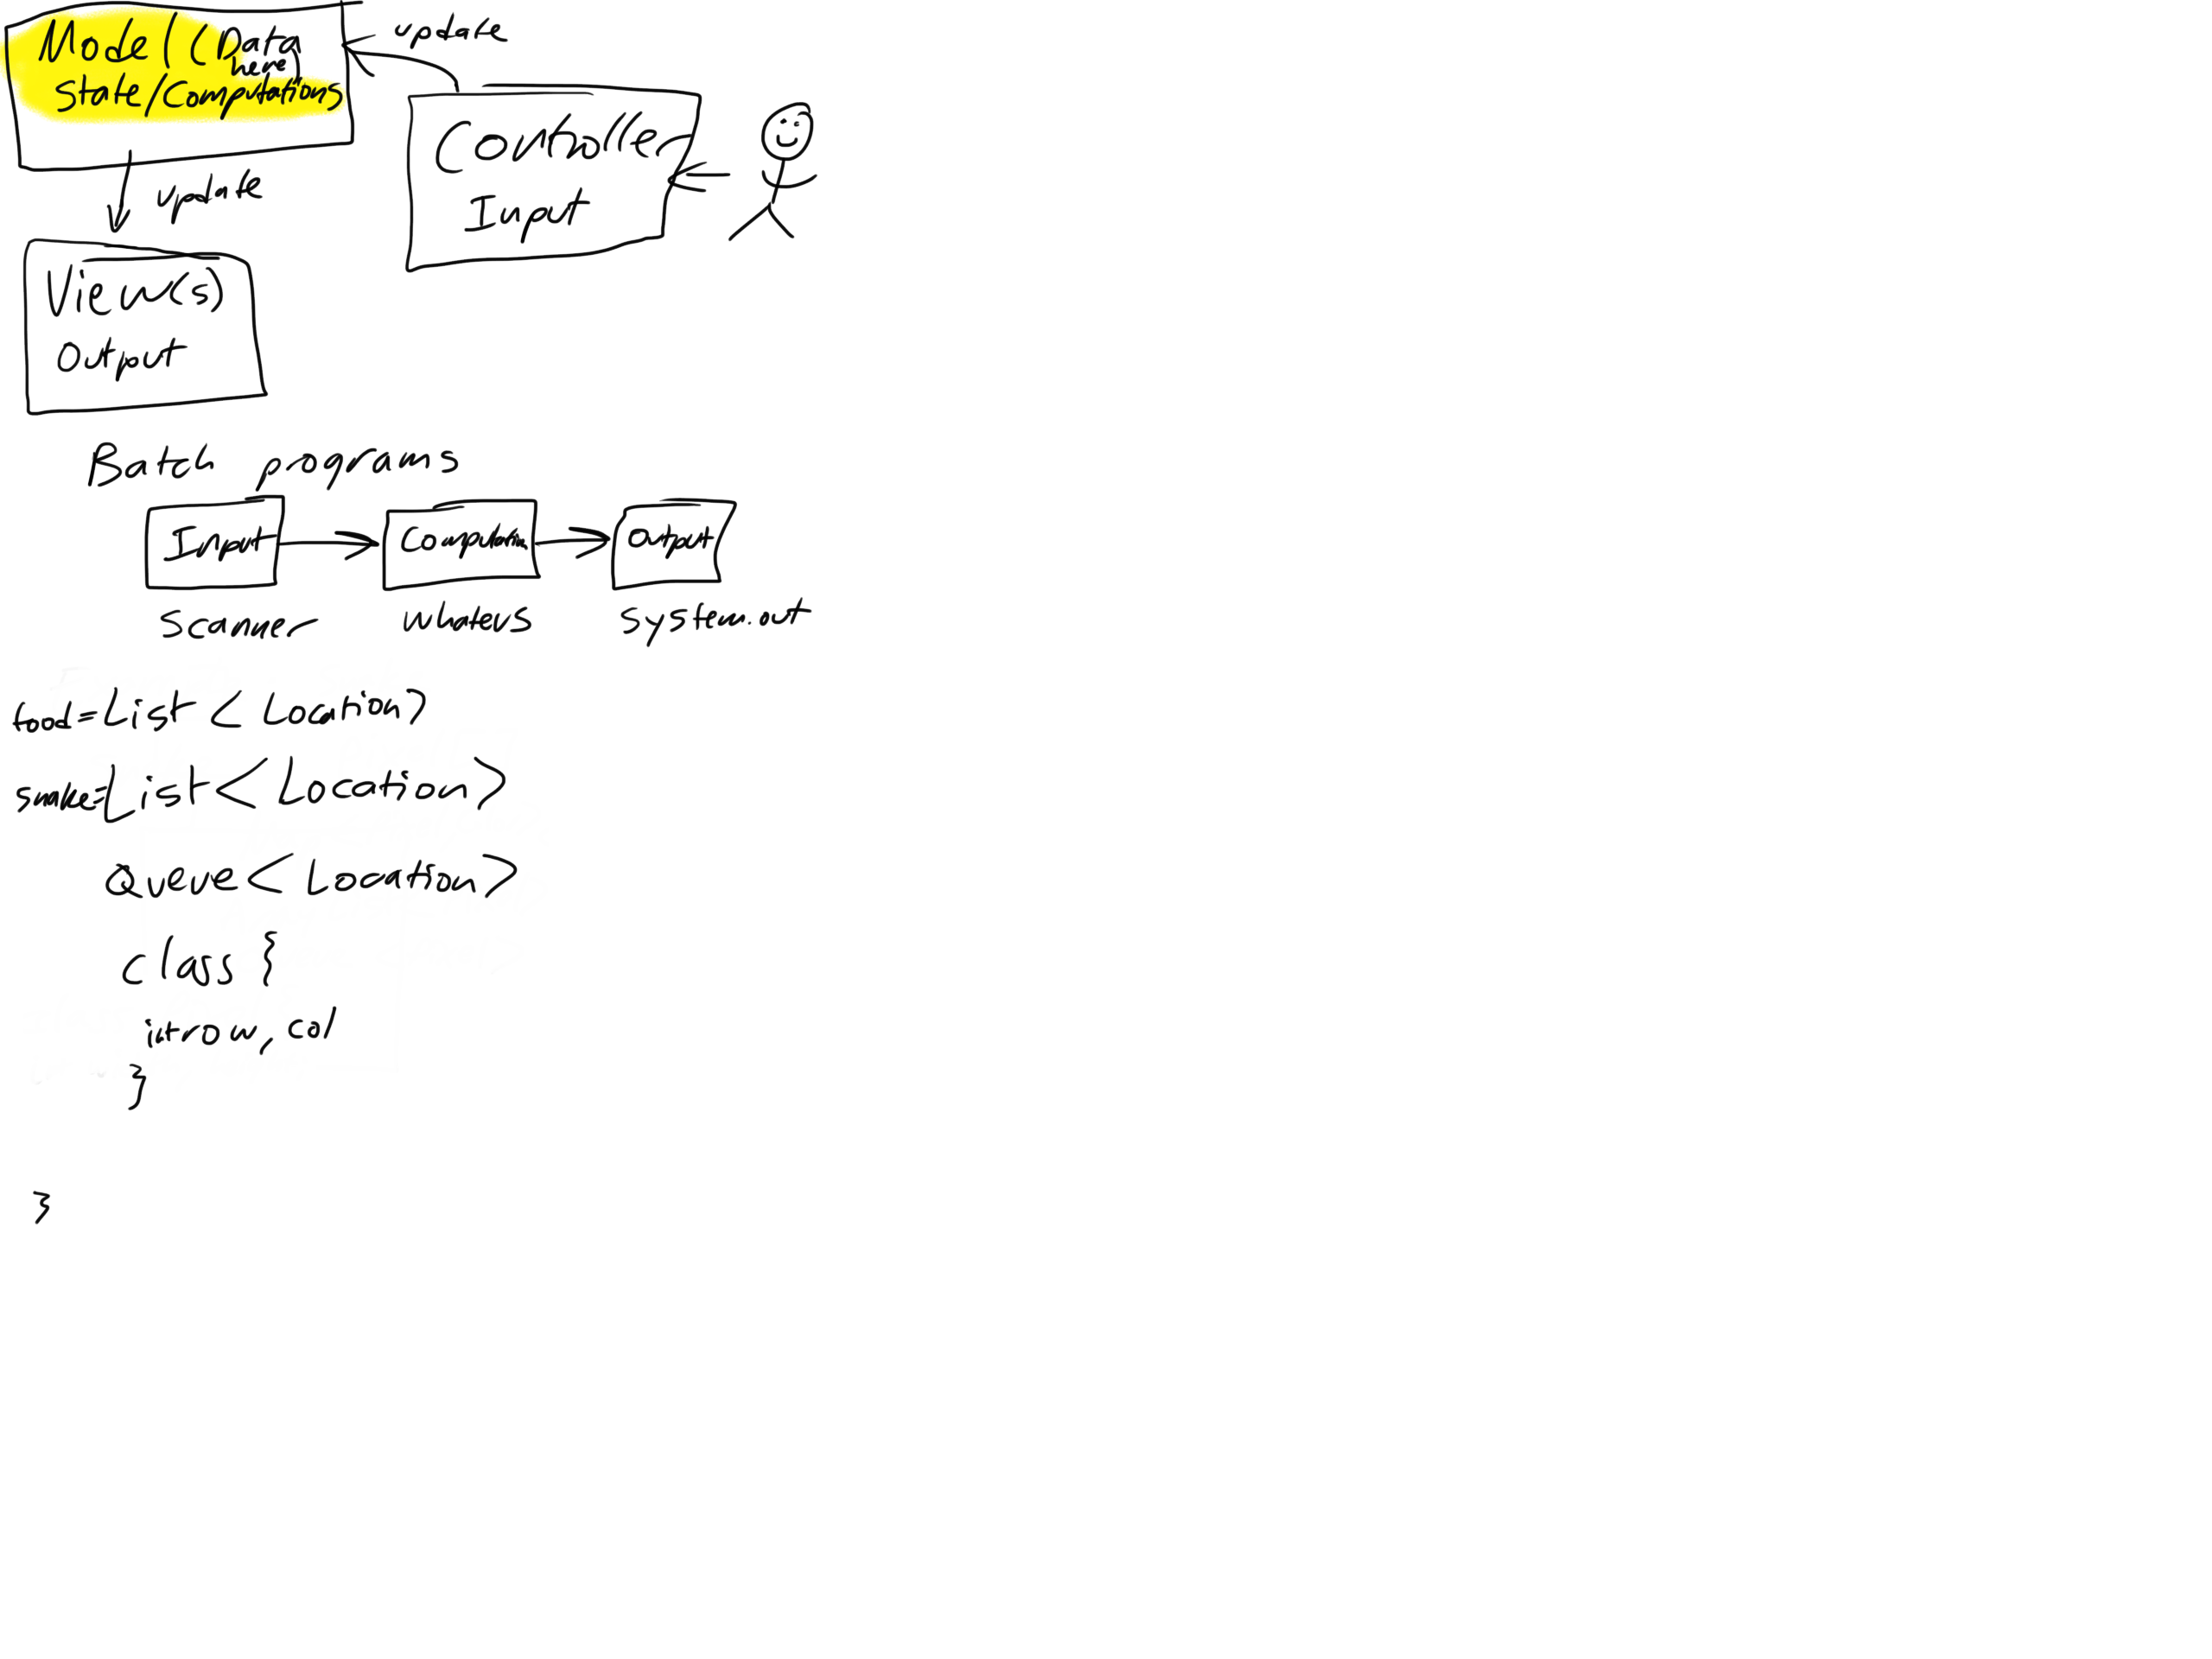 Model (Data
here)
State/Computations
update
Controller
Input
update
View(s)
Output
Batch programs
Input
Computation
Output
Scanner
Whatevs
System.out
food=List<Location>
snake=List<Location>
Queue<Location>
class {
int row, col
}
}